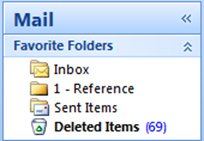 Mail
Favorite Folders
Inbox
1 - Reference
Sent Items
Deleted Items (69)